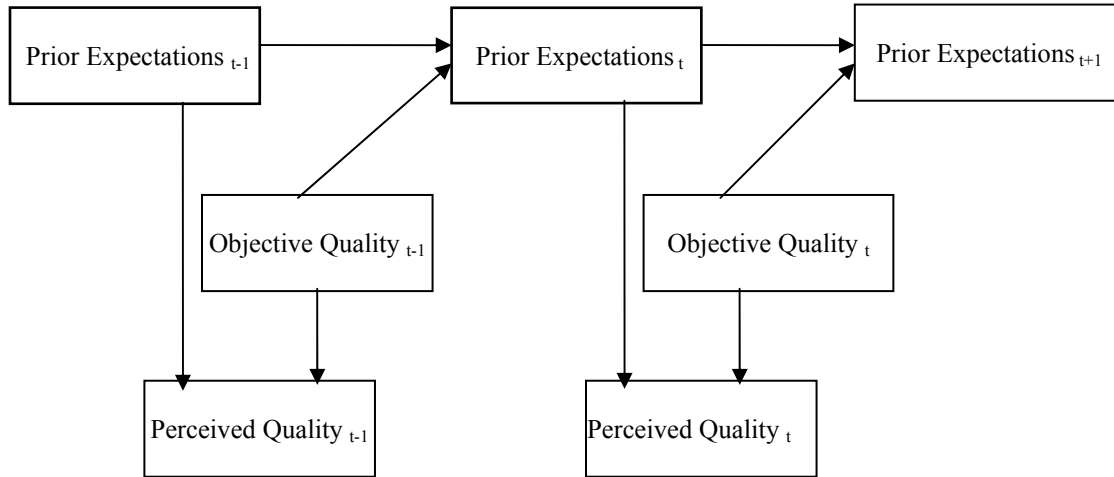 Prior Expectations t-1
Prior Expectations t
Prior Expectations t+1
Objective Quality t-1
Objective Quality t
Perceived Quality t-1
Perceived Quality t